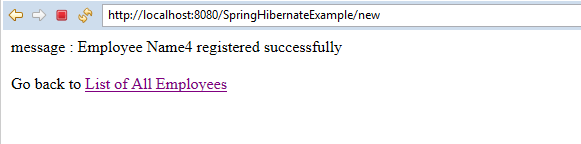 http://localhost:8080/SpringHibernateExample/new
message : Employee Name4 registered successfully
Go back to List of All Employees